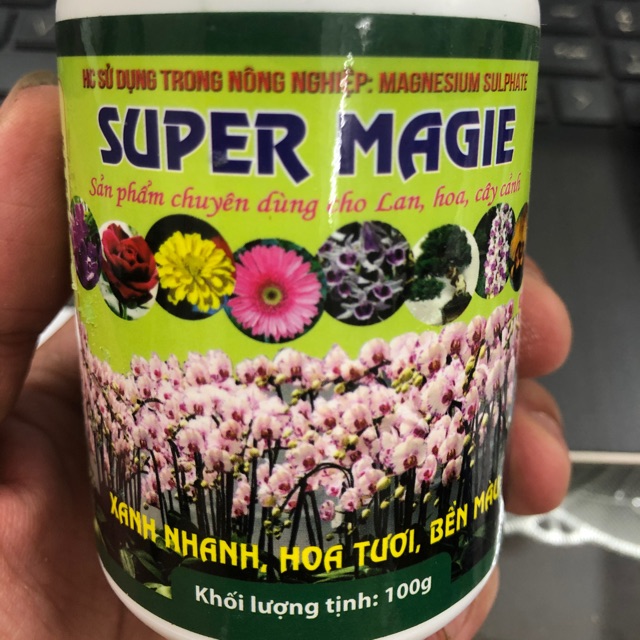 HC SỬ DỤNG TRONG NÔNG NGHIỆP: MAGNESIUM SULPHATE
SUPER MAGIE
Sản phẩm chuyên dùng cho Lan, hoa, cây cảnh
XANH NHANH, HOA TƯƠI, BỀN MÀU
Khối lượng tịnh: 100g